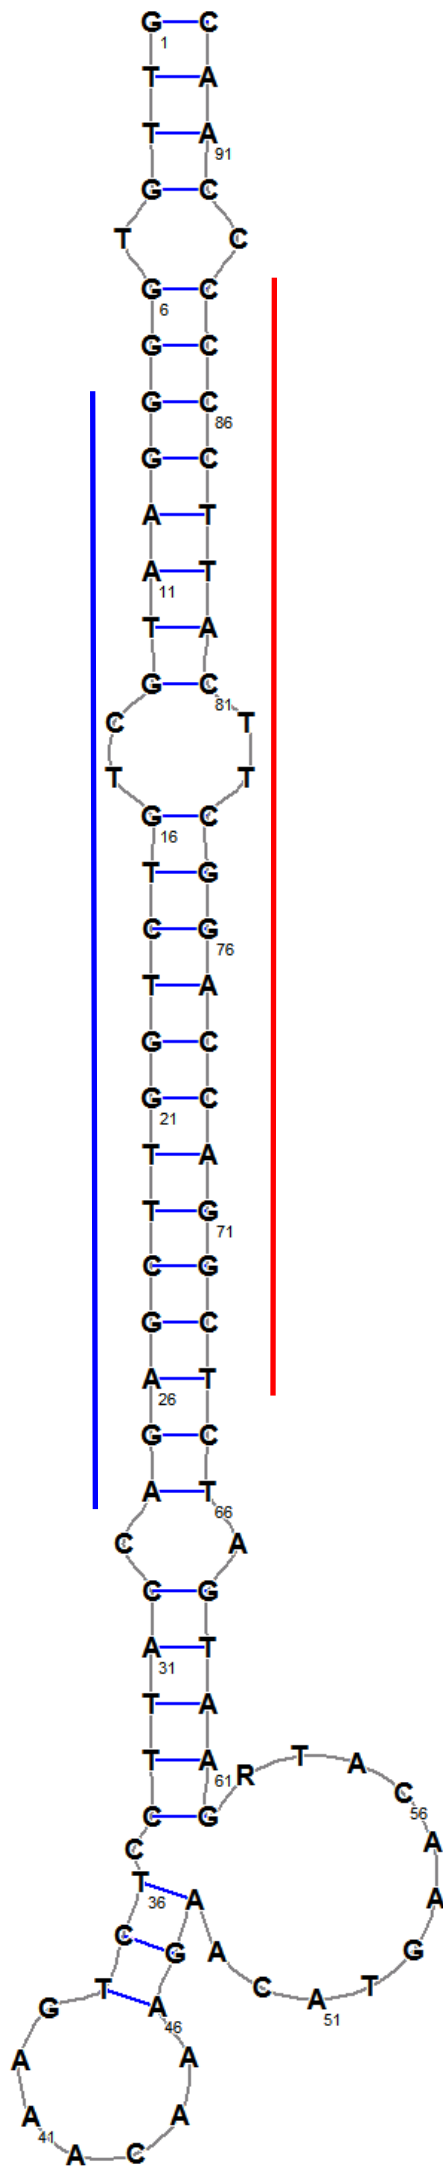 G C
1
T A
T A
91
G C
T C
G C
6
G C
G C
86
G C
A T
A T
11
T A
G C
81
C T
T T
G C
16
T G
C G
76
T A
G C
G C
21
T A
T G
71
C G
G C
A T
26
G C
A T
66
C A
C G
A T
31
T A
T A T A
61 R C
C G 56
C A
T A A
36
C G A G
T C T
G A A
46 51
A A
A A
41
A C